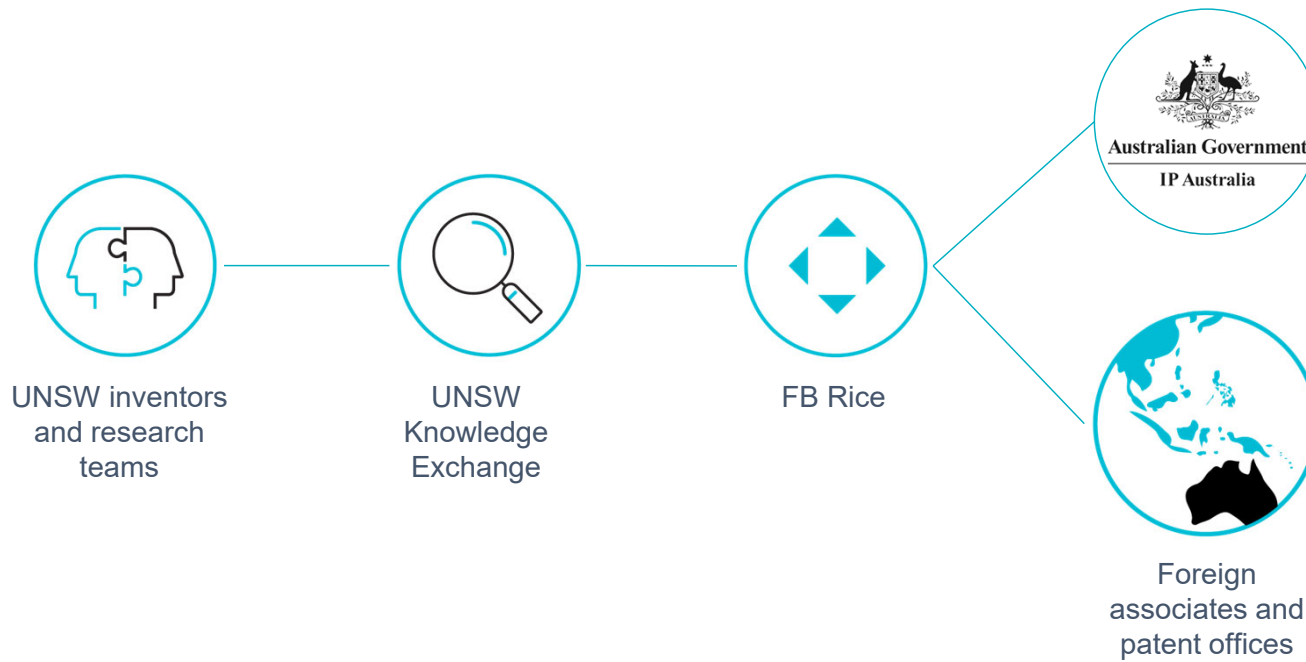 AUSTRALIA
Australian Government
IP Australia
UNSW inventors
and research
teams
UNSW
Knowledge
Exchange
FB Rice
Foreign
associates and
patent offices